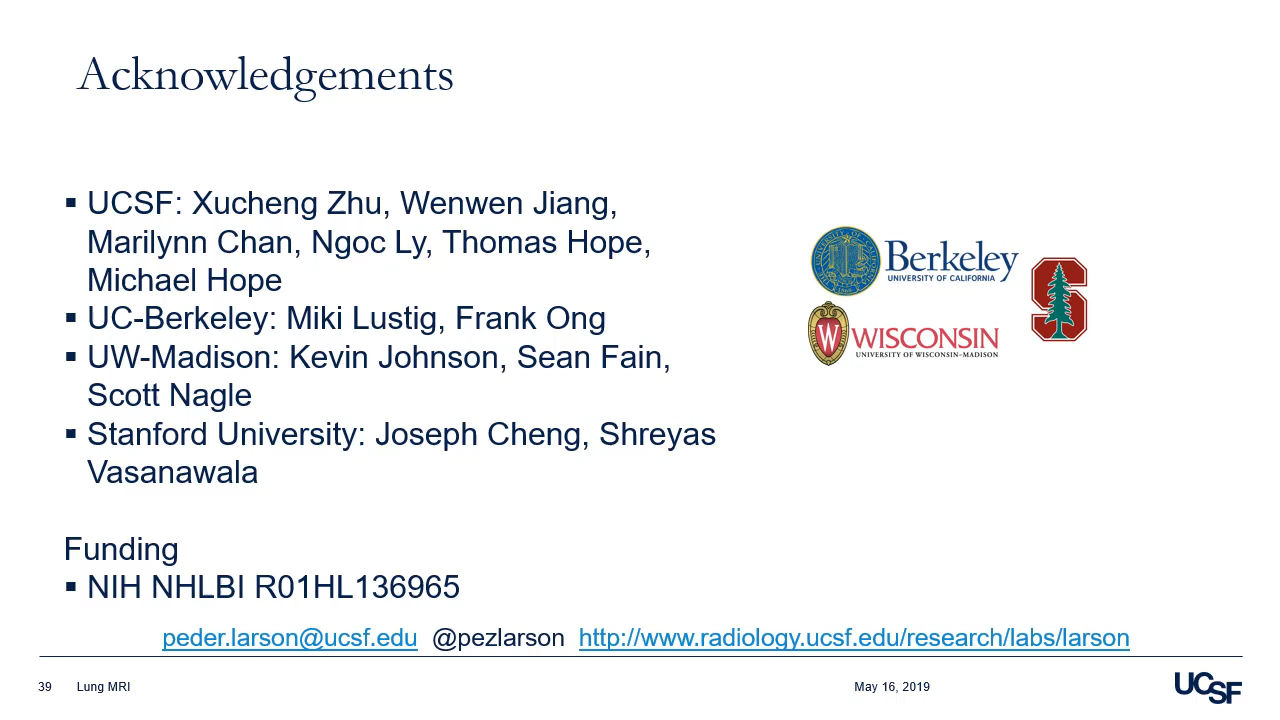 Acknowledgements
▪ UCSF: Xucheng Zhu, Wenwen Jiang,
Marilynn Chan, Ngoc Ly, Thomas Hope,
Michael Hope
▪ UC-Berkeley: Miki Lustig, Frank Ong
▪ UW-Madison: Kevin Johnson, Sean Fain,
Scott Nagle
▪ Stanford University: Joseph Cheng, Shreyas
Vasanawala
Berkeley
UNIVERSITY OF CALIFORNIA
W WISCONSIN
UNIVERSITY OF WISCONSIN–MADISON
S
Funding
▪ NIH NHLBI R01HL136965
peder.larson@ucsf.edu @pezlarson http://www.radiology.ucsf.edu/research/labs/larson
39 Lung MRI May 16, 2019 UCSF